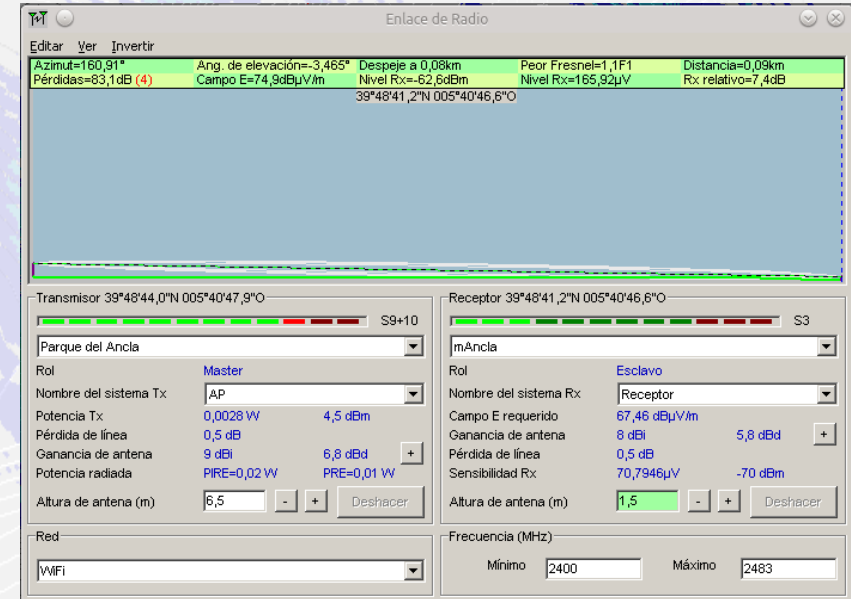 Enlace de Radio
Editar Ver Invertir
Azimut=160,91° Ang. de elevación=-3,465° Despeje a 0,08km Peor Fresnel=1,1F1 Distancia=0,09km
Pérdidas=83,1dB (4) Campo E=74,9dBµV/m Nivel Rx=-62,6dBm Nivel Rx=165,92µV Rx relativo=7,4dB
39°48'41,2"N 005°40'46,6"O
Transmisor 39°48'44,0"N 005°40'47,9"O
S9+10
Parque del Ancla
Rol Master
Nombre del sistema Tx AP
Potencia Tx 0,0028 W 4,5 dBm
Pérdida de línea 0,5 dB
Ganancia de antena 9 dBi 6,8 dBd +
Potencia radiada PIRE=0,02 W PRE=0,01 W
Altura de antena (m) 6,5 - + Deshacer
Receptor 39°48'41,2"N 005°40'46,6"O
S3
mAncla
Rol Esclavo
Nombre del sistema Rx Receptor
Campo E requerido 67,46 dBµV/m
Ganancia de antena 8 dBi 5,8 dBd +
Pérdida de línea 0,5 dB
Sensibilidad Rx 70,7946µV -70 dBm
Altura de antena (m) 1,5 - + Deshacer
Red
WiFi
Frecuencia (MHz)
Mínimo 2400 Máximo 2483